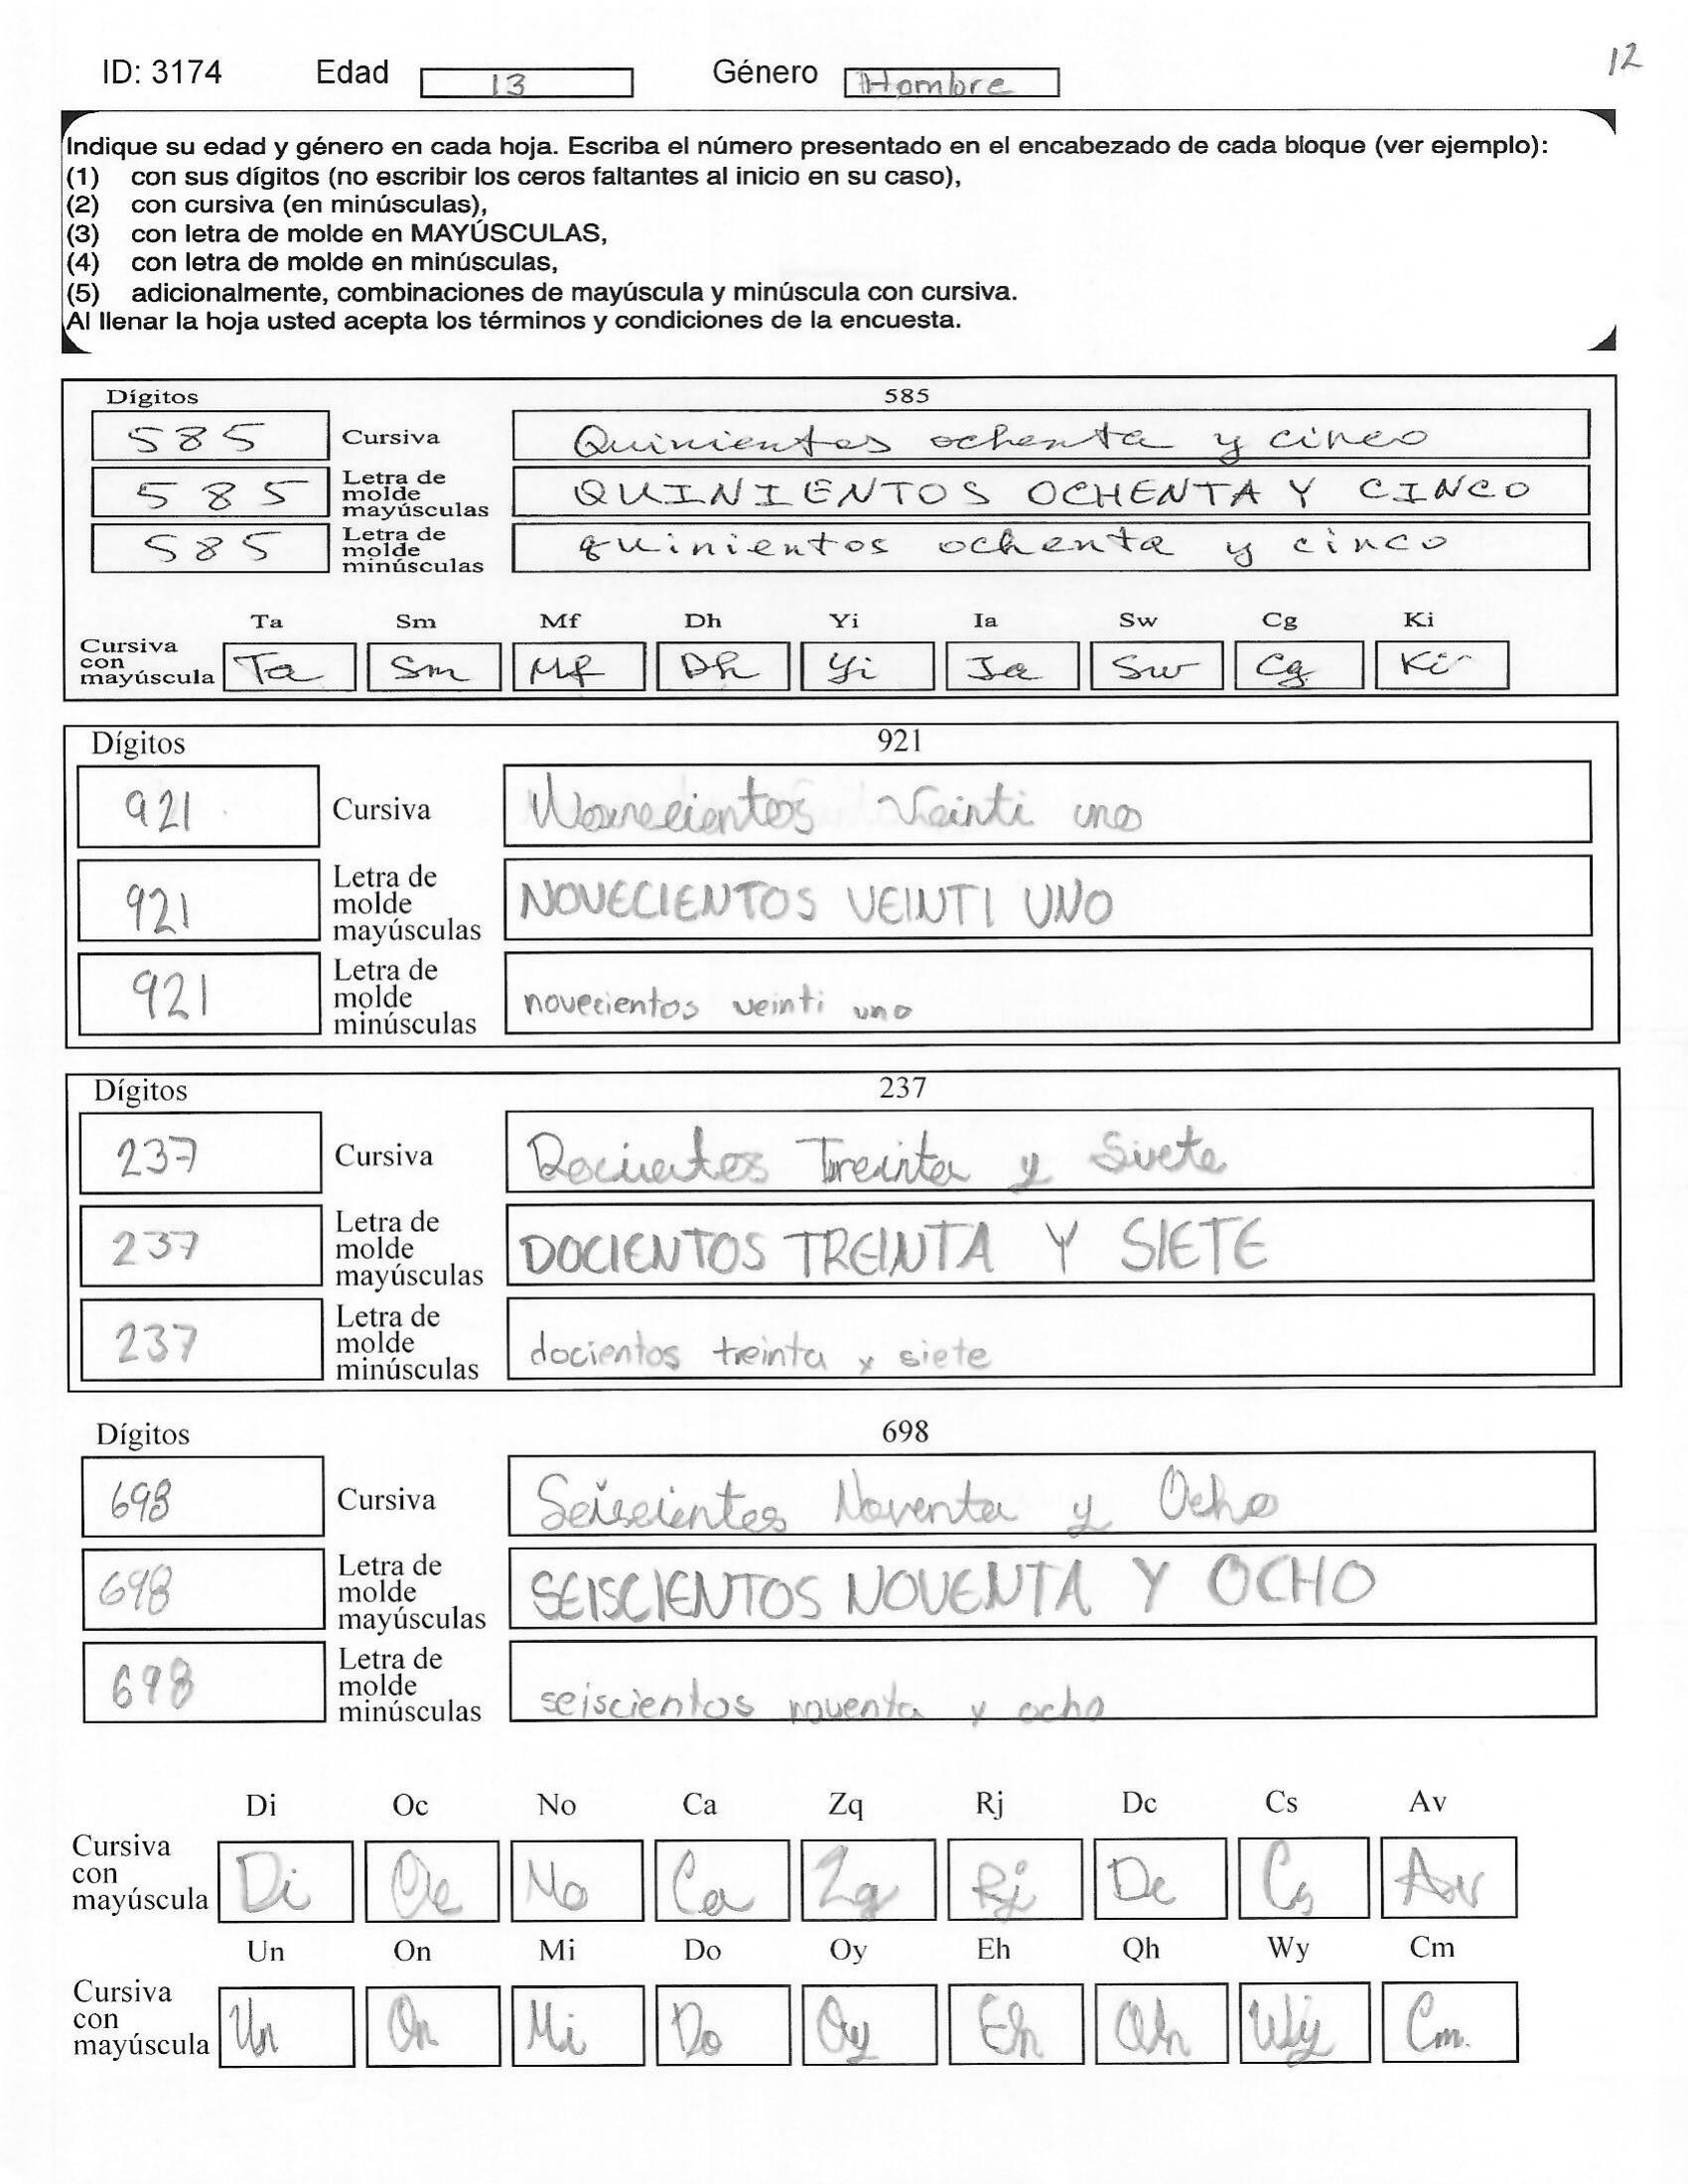 12
ID: 3174 Edad 13 Género Hombre
Indique su edad y género en cada hoja. Escriba el número presentado en el encabezado de cada bloque (ver ejemplo):
(1) con sus dígitos (no escribir los ceros faltantes al inicio en su caso),
(2) con cursiva (en minúsculas),
(3) con letra de molde en MAYÚSCULAS,
(4) con letra de molde en minúsculas,
(5) adicionalmente, combinaciones de mayúscula y minúscula con cursiva.
Al llenar la hoja usted acepta los términos y condiciones de la encuesta.
Dígitos 585
585 Cursiva Quinientos ochenta y cinco
585 Letra de molde mayúsculas QUINIENTOS OCHENTA Y CINCO
585 Letra de molde minúsculas quinientos ochenta y cinco
Ta Sm Mf Dh Yi Ia Sw Cg Ki
Cursiva con mayúscula Ta Sm Mf Dh Yi Ia Sw Cg Ki
Dígitos 921
921 Cursiva Novecientos Veinti uno
921 Letra de molde mayúsculas NOVECIENTOS VEINTI UNO
921 Letra de molde minúsculas novecientos veinti uno
Dígitos 237
237 Cursiva Docientos Treinta y Siete
237 Letra de molde mayúsculas DOCIENTOS TREINTA Y SIETE
237 Letra de molde minúsculas docientos treinta y siete
Dígitos 698
698 Cursiva Seiscientos Noventa y Ocho
698 Letra de molde mayúsculas SEISCIENTOS NOVENTA Y OCHO
698 Letra de molde minúsculas seiscientos noventa y ocho
Di Oc No Ca Zq Rj Dc Cs Av
Cursiva con mayúscula Di Oc No Ca Zq Rj Dc Cs Av
Un On Mi Do Oy Eh Qh Wy Cm
Cursiva con mayúscula Un On Mi Do Oy Eh Qh Wy Cm.